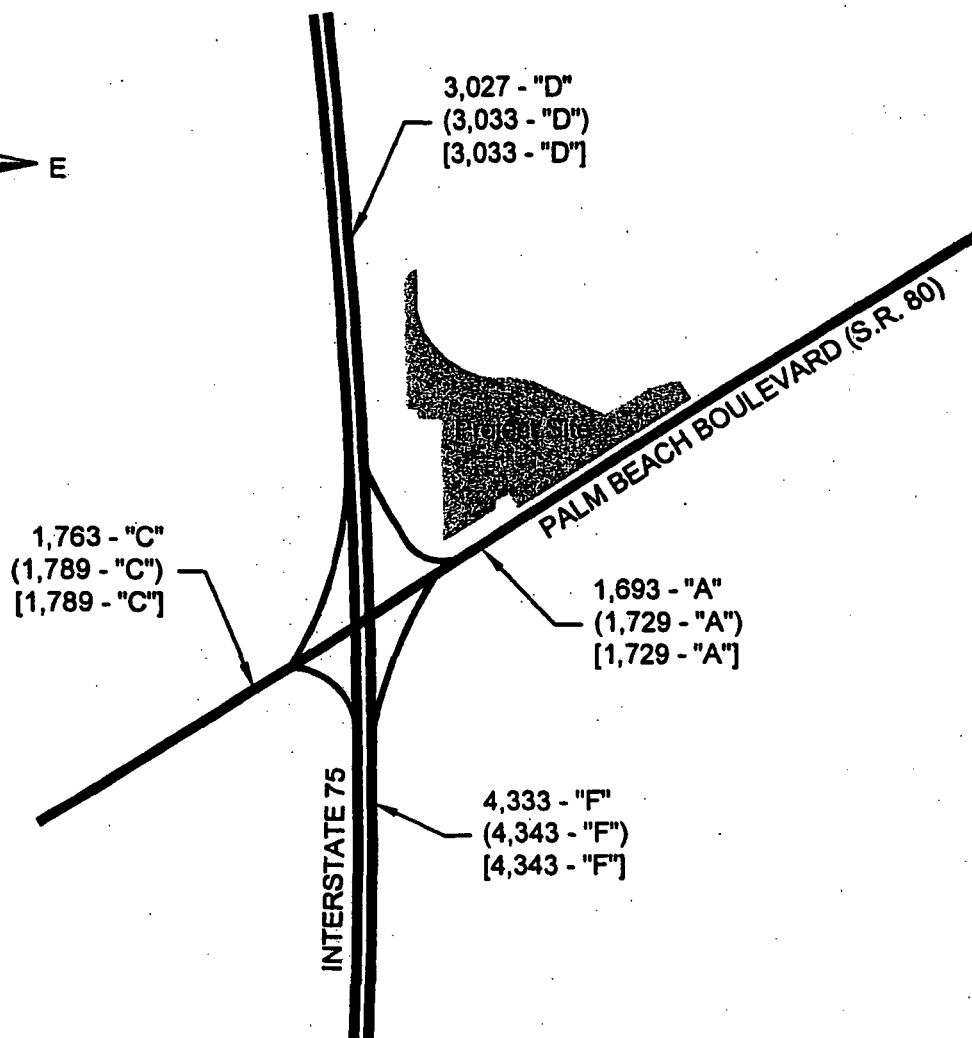 3,027 - "D"
(3,033 - "D")
[3,033 - "D"]
E
Project Site
PALM BEACH BOULEVARD (S.R. 80)
1,763 - "C"
(1,789 - "C")
[1,789 - "C"]
1,693 - "A"
(1,729 - "A")
[1,729 - "A"]
INTERSTATE 75
4,333 - "F"
(4,343 - "F")
[4,343 - "F"]